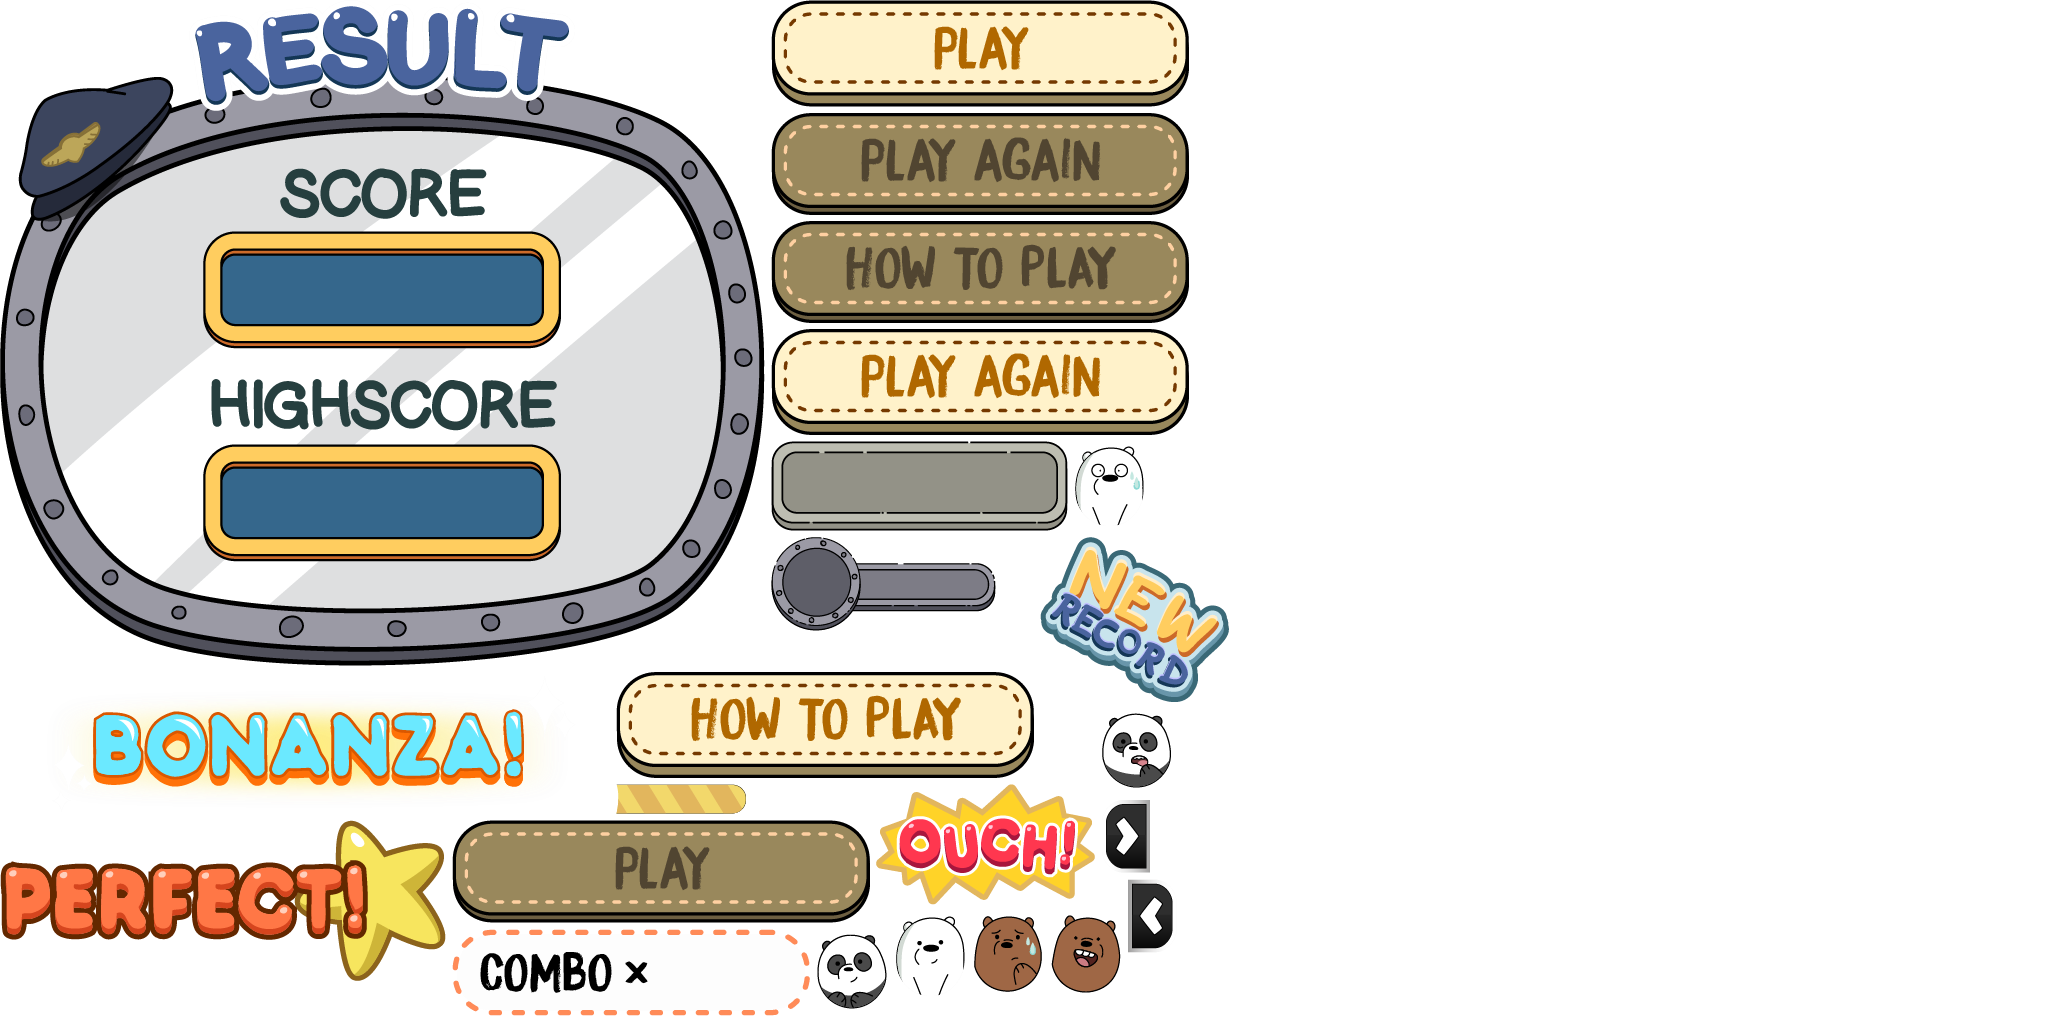 RESULT
SCORE
HIGHSCORE
PLAY
PLAY AGAIN
HOW TO PLAY
PLAY AGAIN
NEW
RECORD
HOW TO PLAY
BONANZA!
OUCH!
PLAY
PERFECT!
COMBO ×